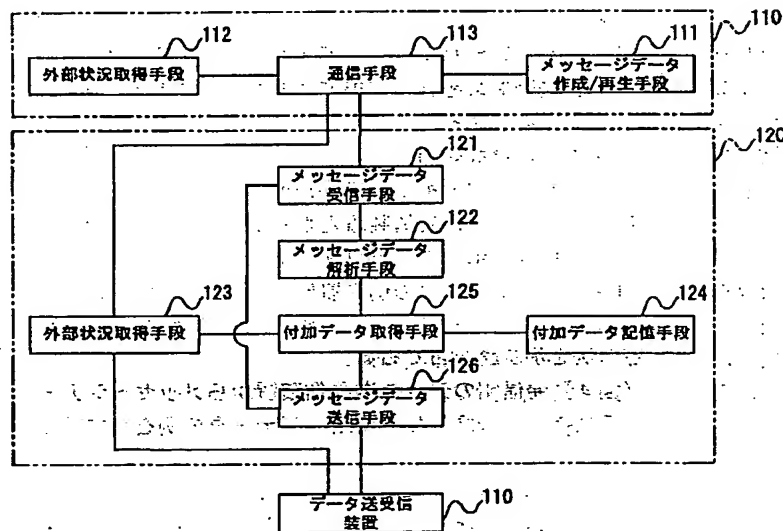 112
113
111
110
外部状況取得手段
通信手段
メッセージデータ
作成/再生手段
120
121
メッセージデータ
受信手段
122
メッセージデータ
解析手段
123
125
124
外部状況取得手段
付加データ取得手段
付加データ記憶手段
126
メッセージデータ
送信手段
データ送受信
装置
110